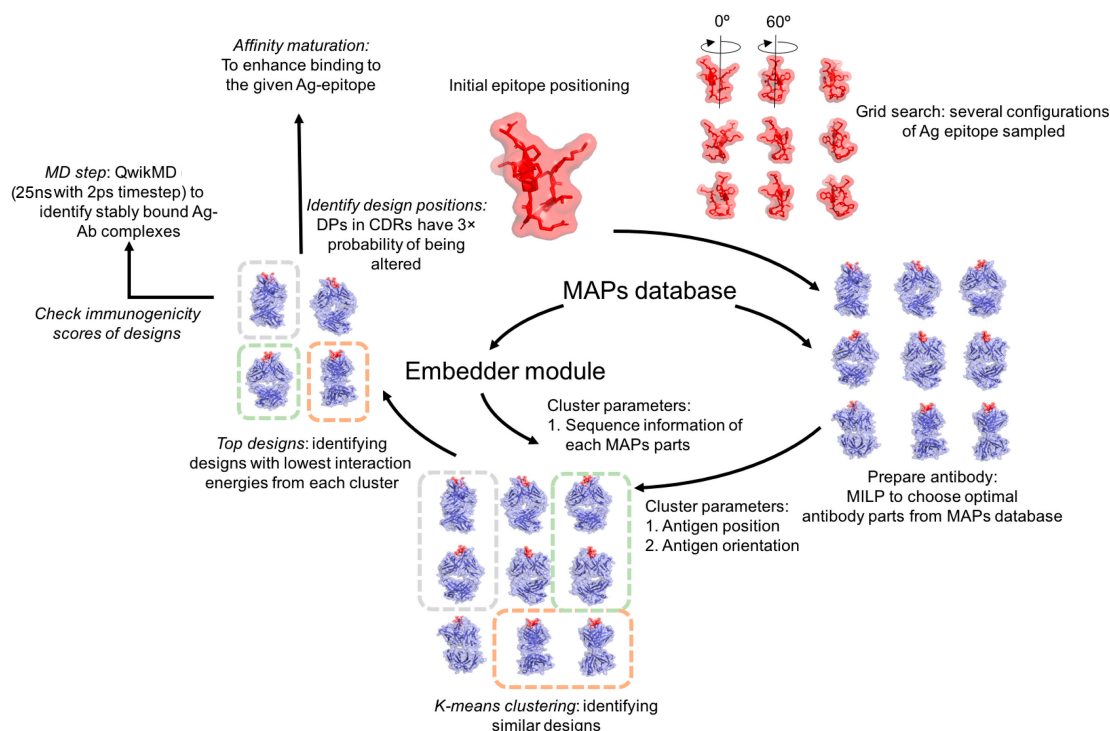 Affinity maturation:
To enhance binding to
the given Ag-epitope
Initial epitope positioning
0º
60º
Grid search: several configurations
of Ag epitope sampled
MD step: QwikMD
(25ns with 2ps timestep) to
identify stably bound Ag-
Ab complexes
Identify design positions:
DPs in CDRs have 3×
probability of being
altered
Check immunogenicity
scores of designs
MAPs database
Embedder module
Cluster parameters:
1. Sequence information of
each MAPs parts
Top designs: identifying
designs with lowest interaction
energies from each cluster
Prepare antibody:
MILP to choose optimal
antibody parts from MAPs database
Cluster parameters:
1. Antigen position
2. Antigen orientation
K-means clustering: identifying
similar designs